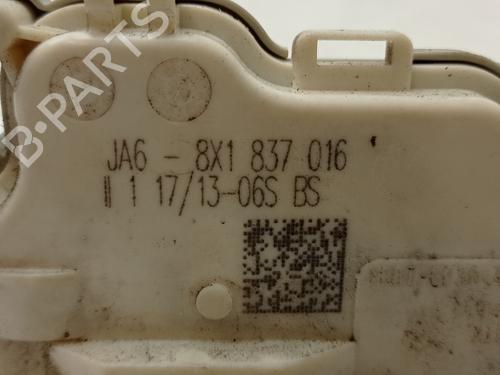 B-PARTS
JA6 - 8X1 837 016
II 1 17/13-06S BS